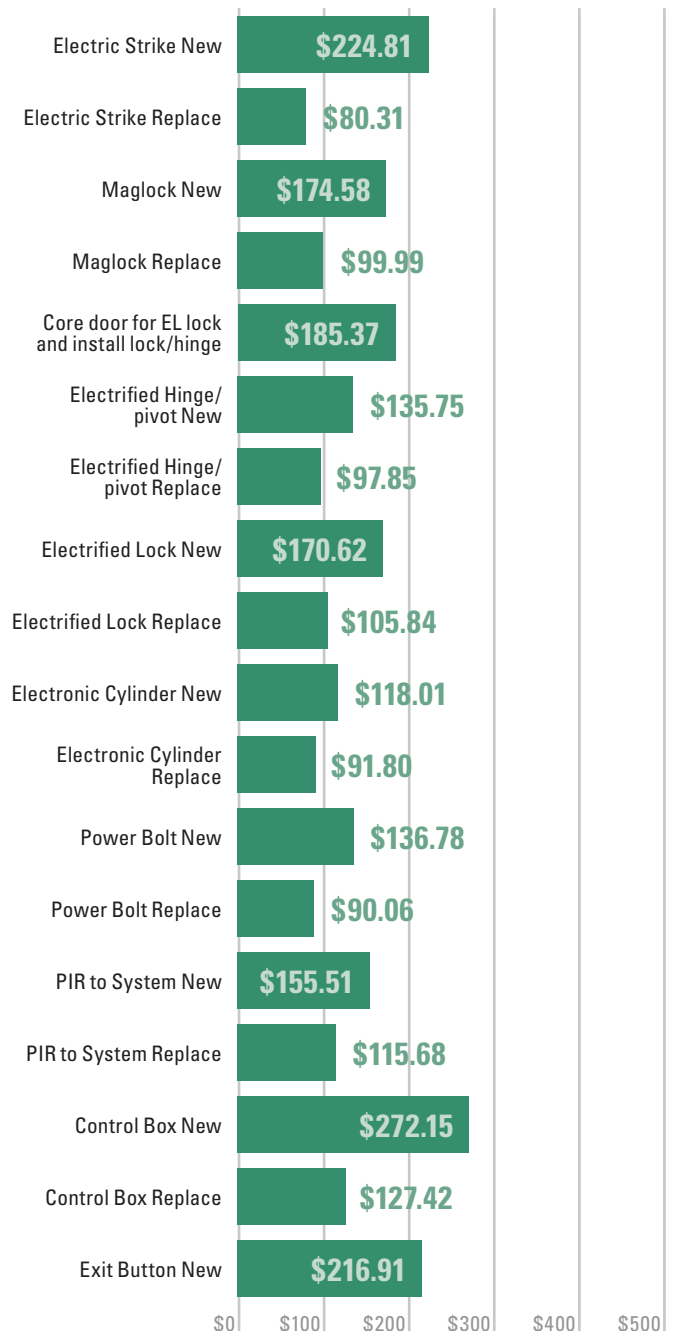 Electric Strike New
$224.81
Electric Strike Replace
$80.31
Maglock New
$174.58
Maglock Replace
$99.99
Core door for EL lock
and install lock/hinge
$185.37
Electrified Hinge/
pivot New
$135.75
Electrified Hinge/
pivot Replace
$97.85
Electrified Lock New
$170.62
Electrified Lock Replace
$105.84
Electronic Cylinder New
$118.01
Electronic Cylinder
Replace
$91.80
Power Bolt New
$136.78
Power Bolt Replace
$90.06
PIR to System New
$155.51
PIR to System Replace
$115.68
Control Box New
$272.15
Control Box Replace
$127.42
Exit Button New
$216.91
$0 $100 $200 $300 $400 $500